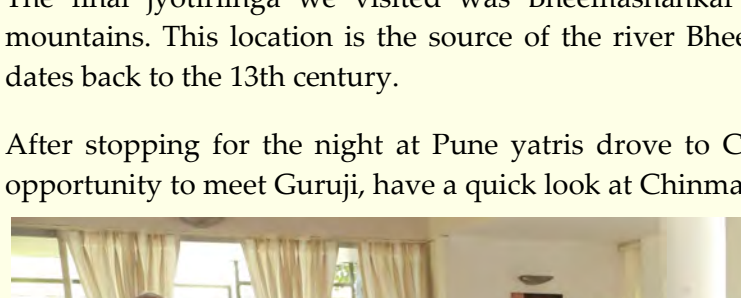 The final jyotirlinga we visited was Bheemashankar
mountains. This location is the source of the river Bhee
dates back to the 13th century.
After stopping for the night at Pune yatris drove to C
opportunity to meet Guruji, have a quick look at Chinma